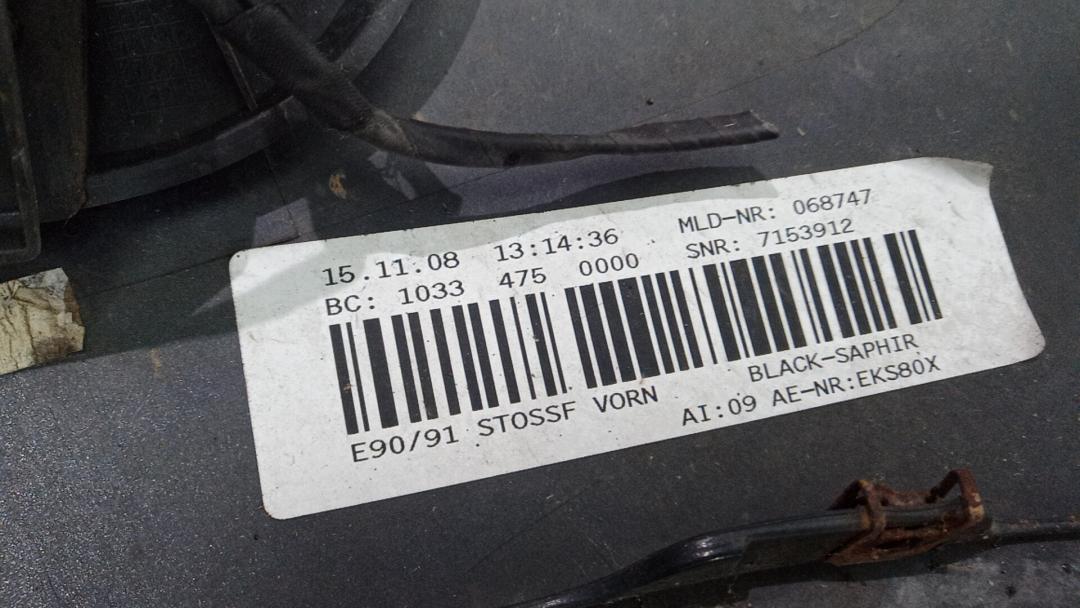 15.11.08 13:14:36 MLD-NR: 068747
BC: 1033 475 0000 SNR: 7153912
E90/91 STOSSF VORN BLACK-SAPHIR
AI:09 AE-NR:EKS80X